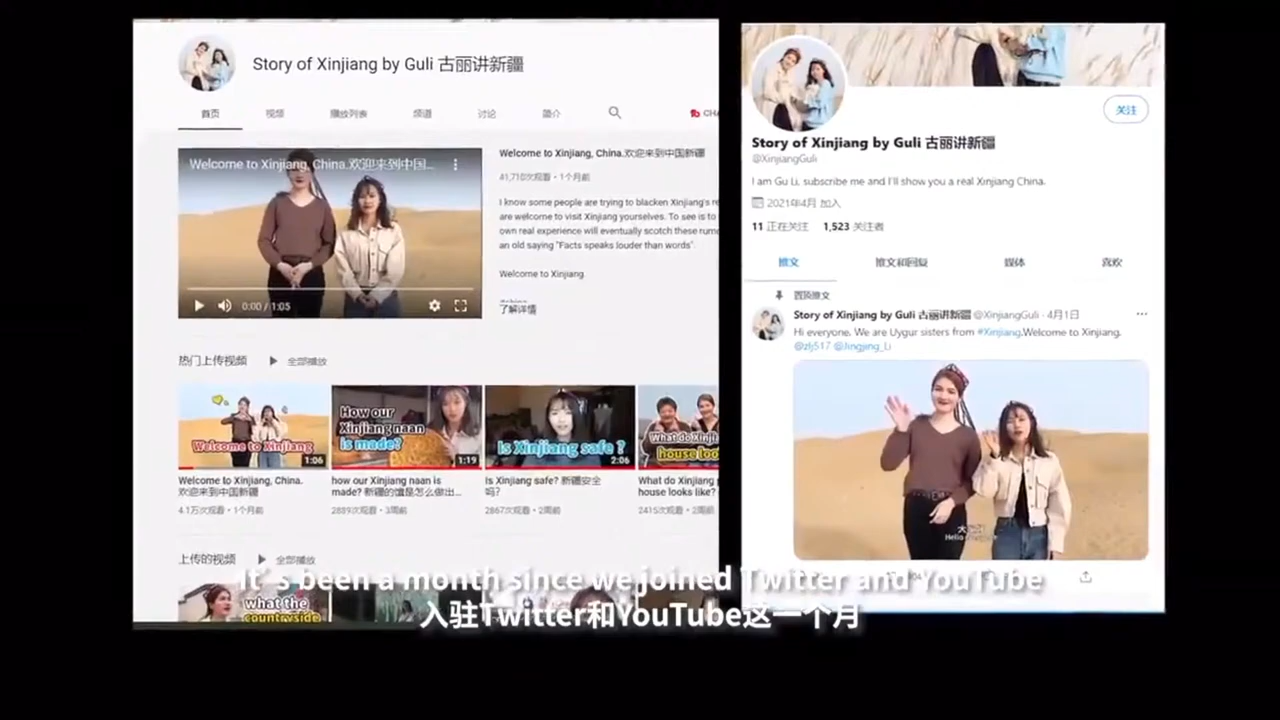 Story of Xinjiang by Guli 古丽讲新疆
首页 视频 播放列表 频道 讨论 简介
Welcome to Xinjiang, China.欢迎来到中国...
0:00 / 1:05
Welcome to Xinjiang, China.欢迎来到中国新疆
41,718次观看・1个月前
I know some people are trying to blacken Xinjiang's re
are welcome to visit Xinjiang yourselves. To see is to
own real experience will eventually scotch these rum
an old saying "Facts speaks louder than words".
Welcome to Xinjiang
了解详情
热门上传视频 全部播放
Welcome to Xinjiang
1:06
How our
Xinjiang naan
is made?
1:19
Is Xinjiang safe ?
2:06
What do Xinjia
house loo
Welcome to Xinjiang, China.
欢迎来到中国新疆
4.1万次观看・1个月前
how our Xinjiang naan is
made? 新疆的馕是怎么做出...
2889次观看・3周前
Is Xinjiang safe? 新疆安全
吗?
2867次观看・2周前
What do Xinjiang
house looks like?
2415次观看・2周前
上传的视频 全部播放
what the
countryside
关注
Story of Xinjiang by Guli 古丽讲新疆
@XinjiangGuli
I am Gu Li, subscribe me and I'll show you a real Xinjiang China.
2021年4月 加入
11 正在关注 1,523 关注者
推文 推文和回复 媒体 喜欢
置顶推文
Story of Xinjiang by Guli 古丽讲新疆 @XinjiangGuli · 4月1日
Hi everyone. We are Uygur sisters from #Xinjiang.Welcome to Xinjiang.
@zlj517 @Jingjing_Li
It's been a month since we joined Twitter and YouTube
入驻Twitter和YouTube这一个月